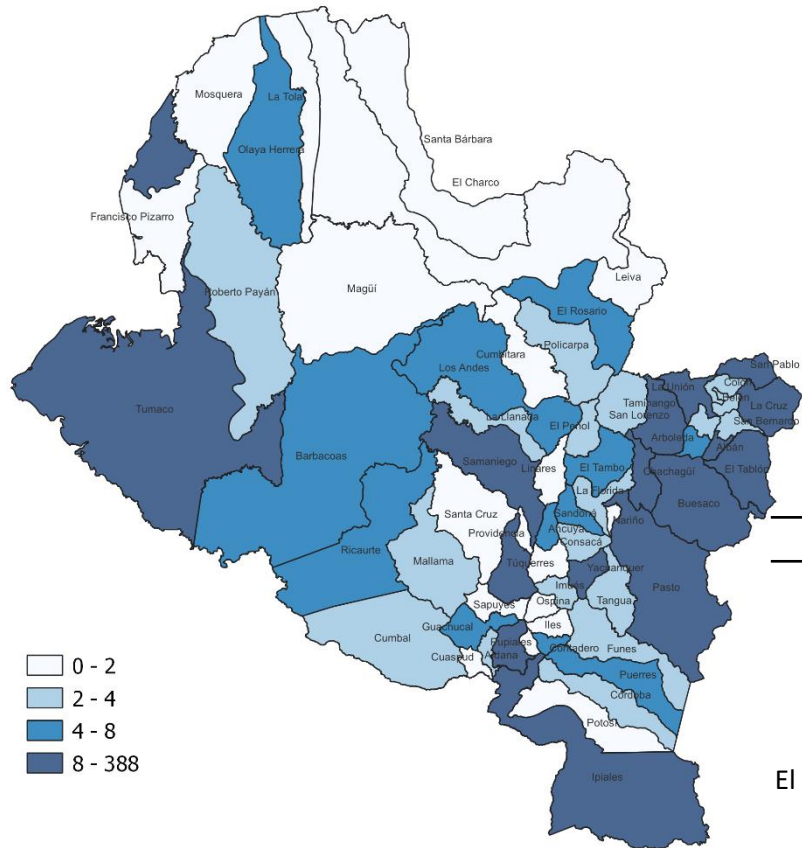 Mosquera
La Tola
Santa Bárbara
Olaya Herrera
El Charco
Francisco Pizarro
Leiva
Roberto Payán
Magüí
El Rosario
Policarpa
Cumbitara
Los Andes
San Pablo
Colón
La Unión
Belén
La Cruz
Taminango
San Lorenzo
Tumaco
La Llanada
El Peñol
San Bernardo
Arboleda
Albán
Barbacoas
Samaniego
Linares
El Tambo
Chachagüí
El Tablón
La Florida
Buesaco
Santa Cruz
Sandoná
Nariño
Providencia
Ancuya
Consacá
Ricaurte
Mallama
Túquerres
Yacuanquer
Pasto
Imués
Sapuyes
Ospina
Tangua
Guachucal
Iles
Cumbal
Pupiales
Contadero
Funes
Cuaspud
Aldana
Puerres
Córdoba
Potosí
Ipiales
0 - 2
2 - 4
4 - 8
8 - 388
El